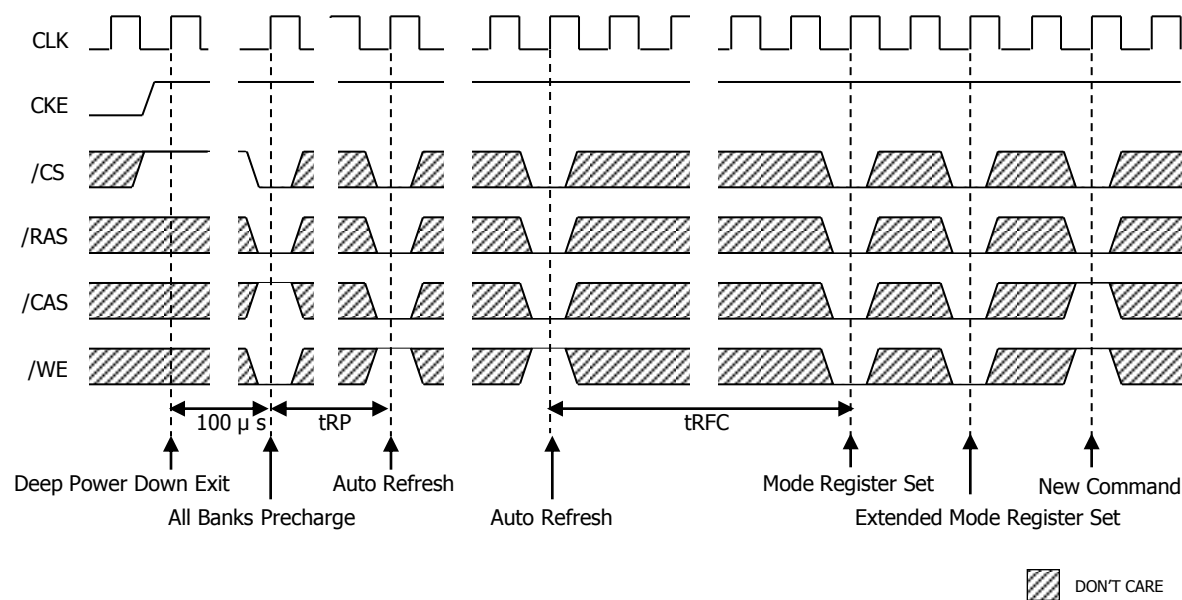 CLK
CKE
/CS
/RAS
/CAS
/WE
100 μ s
tRP
tRFC
Deep Power Down Exit
All Banks Precharge
Auto Refresh
Auto Refresh
Mode Register Set
Extended Mode Register Set
New Command
DON'T CARE